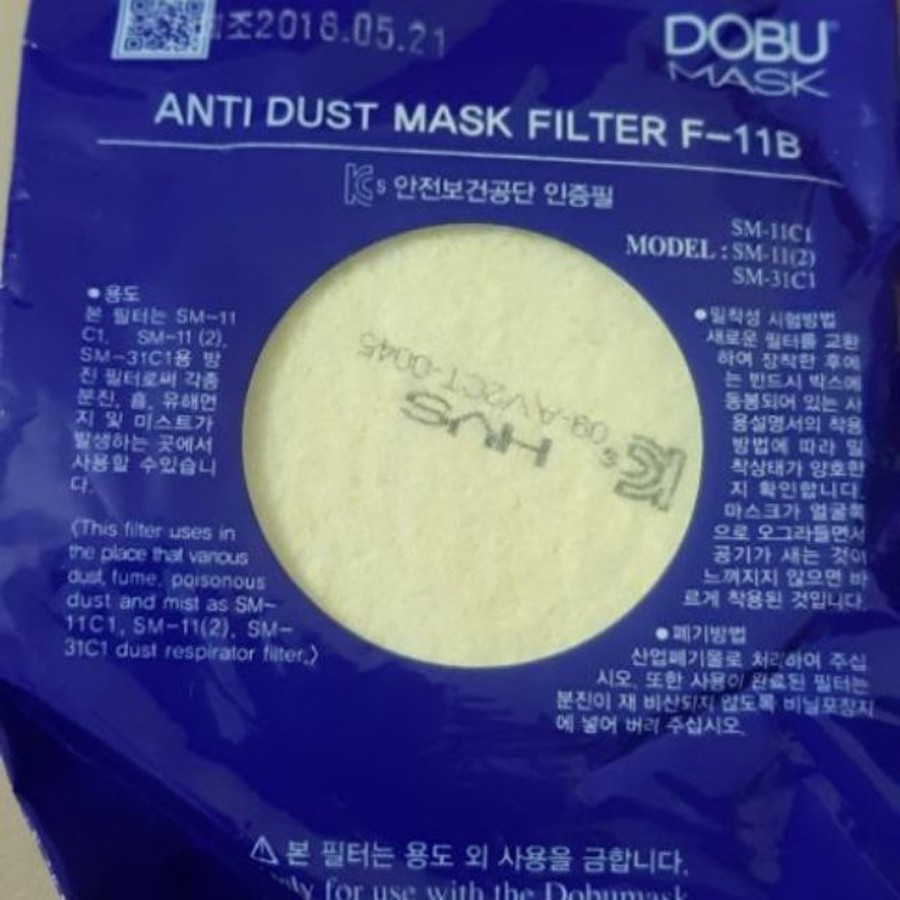 제조2018.05.21
DOBU
MASK
ANTI DUST MASK FILTER F-11B
안전보건공단 인증필
MODEL :
SM-11C1
SM-11(2)
SM-31C1
●용도
본 필터는 SM-11
C1, SM-11 (2),
SM-31C1용 방
진 필터로써 각종
분진, 흄, 유해먼
지 및 미스트가
발생하는 곳에서
사용할 수있습니
다.
(This filter uses in
the place that various
dust, fume, poisonous
dust and mist as SM-
11C1, SM-11(2), SM-
31C1 dust respirator filter.)
HIVS
09-AV2CT-0045
●밀착성 시험방법
새로운 필터를 교환
하여 장착한 후에
는 반드시 박스에
동봉되어 있는 사
용설명서의 착용
방법에 따라 밀
착상태가 양호한
지 확인합니다.
마스크가 얼굴쪽
으로 오그라들면서
공기가 새는 것이
느껴지지 않으면 바
르게 착용된 것입니다.
●폐기방법
산업폐기물로 처리하여 주십
시오. 또한 사용이 완료된 필터는
분진이 재 비산되지 않도록 비닐포장지
에 넣어 버려 주십시오.
⚠ 본 필터는 용도 외 사용을 금합니다.
for use with the Dobumask